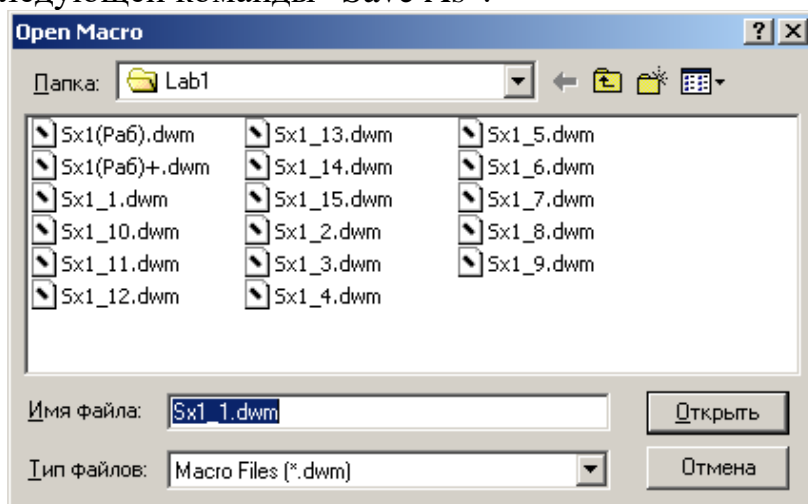 следующей команды "Save As".
Open Macro
Папка: Lab1
Sx1(Раб).dwm Sx1_13.dwm Sx1_5.dwm
Sx1(Раб)+.dwm Sx1_14.dwm Sx1_6.dwm
Sx1_1.dwm Sx1_15.dwm Sx1_7.dwm
Sx1_10.dwm Sx1_2.dwm Sx1_8.dwm
Sx1_11.dwm Sx1_3.dwm Sx1_9.dwm
Sx1_12.dwm Sx1_4.dwm
Имя файла: Sx1_1.dwm Открыть
Тип файлов: Macro Files (*.dwm) Отмена